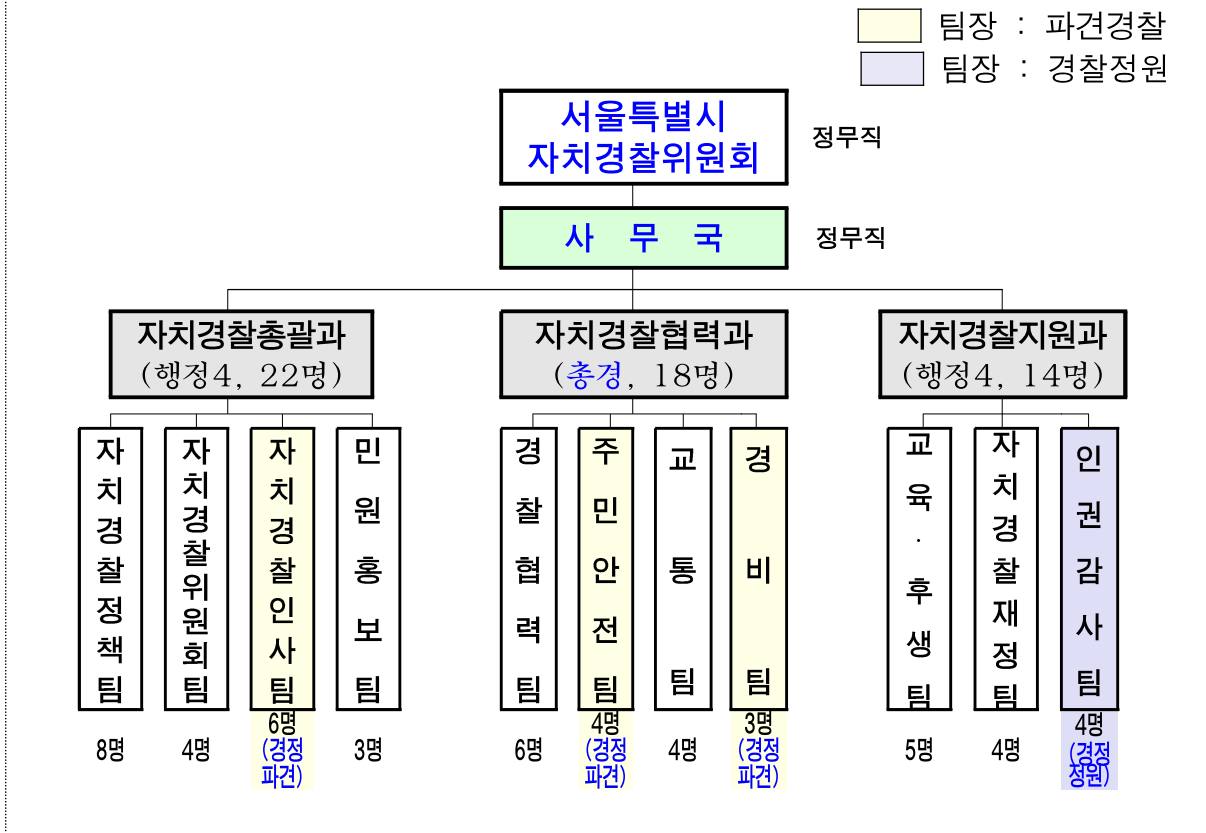 팀장 : 파견경찰
팀장 : 경찰정원
서울특별시
자치경찰위원회
정무직
사 무 국
정무직
자치경찰총괄과
(행정4, 22명)
자치경찰협력과
(총경, 18명)
자치경찰지원과
(행정4, 14명)
자치경찰정책팀
8명
자치경찰위원회팀
4명
자치경찰인사팀
6명
(경정
파견)
민원홍보팀
3명
경찰협력팀
6명
주민안전팀
4명
(경정
파견)
교통팀
4명
경비팀
3명
(경정
파견)
교육·후생팀
5명
자치경찰재정팀
4명
인권감사팀
4명
(경정
정원)